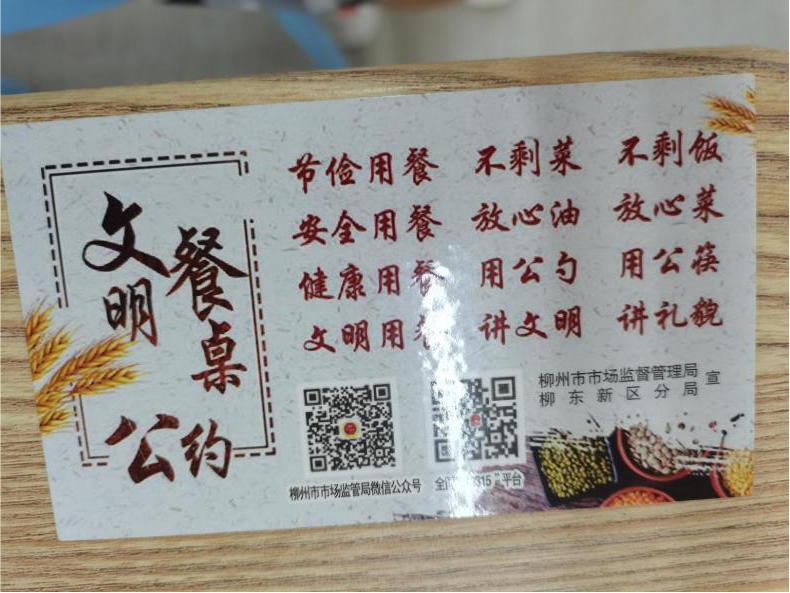 文明餐桌公约
节俭用餐 不剩菜 不剩饭
安全用餐 放心油 放心菜
健康用餐 用公勺 用公筷
文明用餐 讲文明 讲礼貌
柳州市市场监督管理局
柳东新区分局 宣
柳州市市场监管局微信公众号
全 315"平台